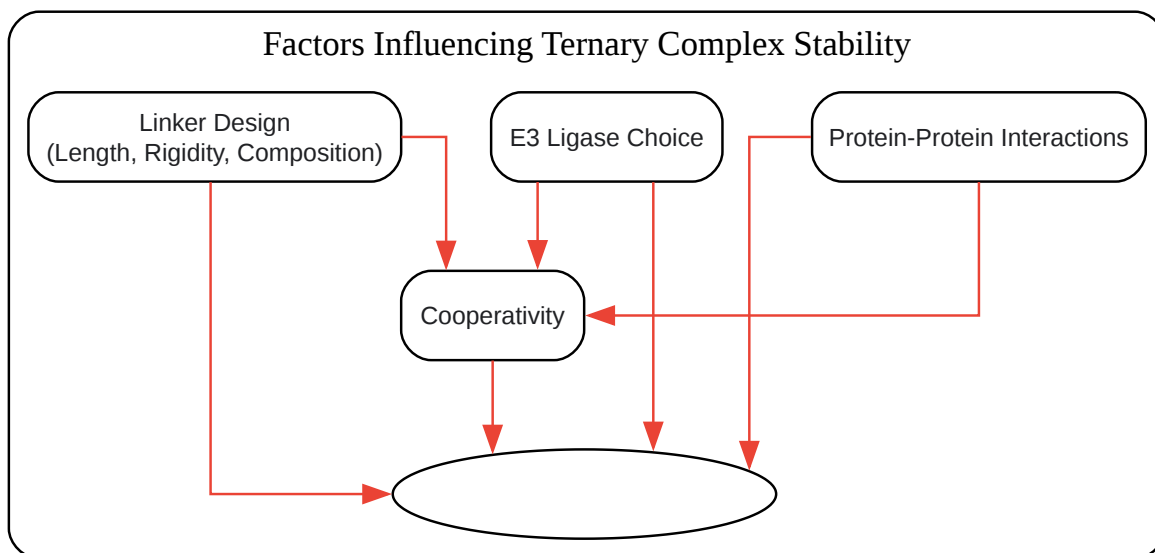 Factors Influencing Ternary Complex Stability
Linker Design
(Length, Rigidity, Composition)
E3 Ligase Choice
Protein-Protein Interactions
Cooperativity